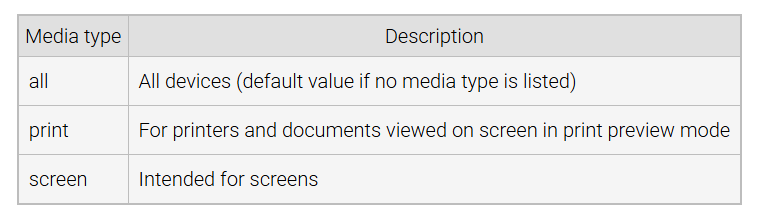 Media type Description
all All devices (default value if no media type is listed)
print For printers and documents viewed on screen in print preview mode
screen Intended for screens